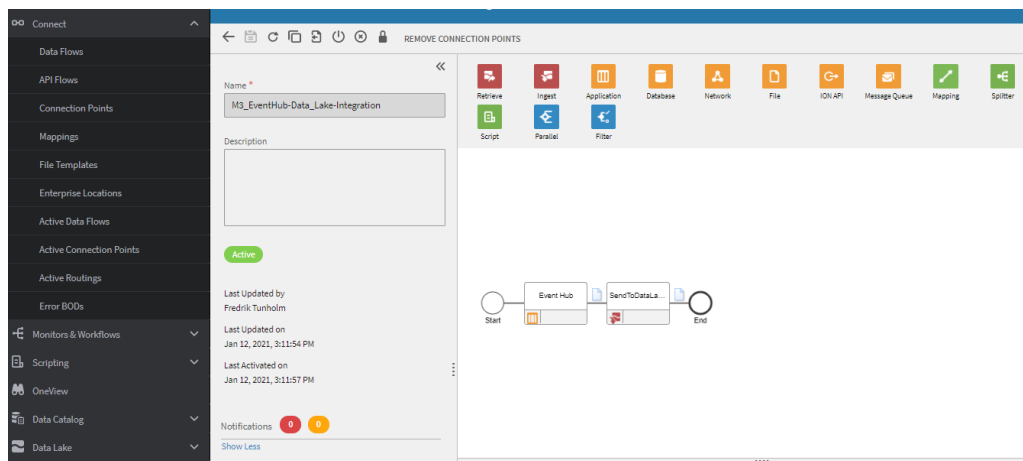 Connect
Data Flows
API Flows
Connection Points
Mappings
File Templates
Enterprise Locations
Active Data Flows
Active Connection Points
Active Routings
Error BODs
Monitors & Workflows
Scripting
OneView
Data Catalog
Data Lake
REMOVE CONNECTION POINTS
Name *
M3_EventHub-Data_Lake-Integration
Description
Active
Last Updated by
Fredrik Tunholm
Last Updated on
Jan 12, 2021, 3:11:54 PM
Last Activated on
Jan 12, 2021, 3:11:57 PM
Notifications 0 0
Show Less
Retrieve Ingest Application Database Network File ION API Message Queue Mapping Splitter
Script Parallel Filter
Event Hub SendToDataLa...
Start End